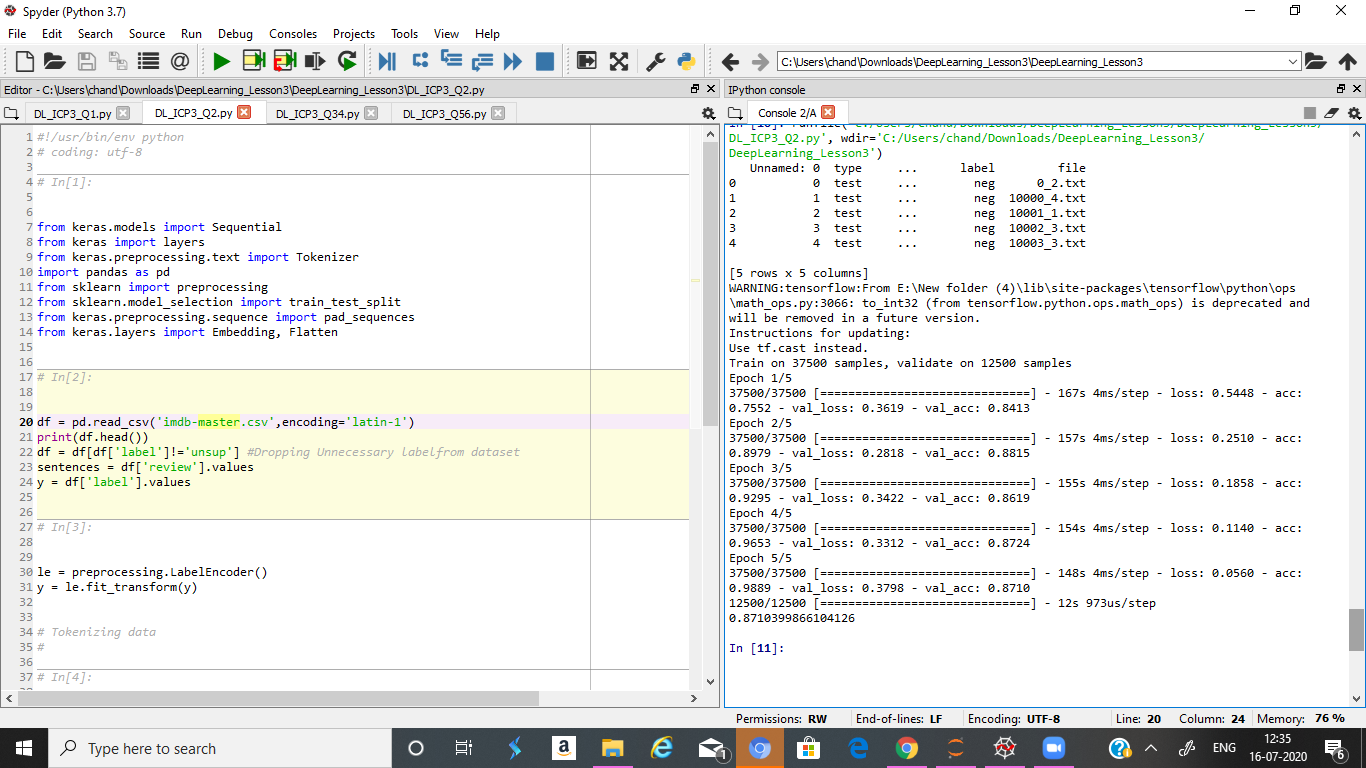 Spyder (Python 3.7)
File Edit Search Source Run Debug Consoles Projects Tools View Help
C:\Users\chand\Downloads\DeepLearning_Lesson3\DeepLearning_Lesson3
Editor - C:\Users\chand\Downloads\DeepLearning_Lesson3\DeepLearning_Lesson3\DL_ICP3_Q2.py
DL_ICP3_Q1.py DL_ICP3_Q2.py DL_ICP3_Q34.py DL_ICP3_Q56.py
1 #!/usr/bin/env python
2 # coding: utf-8
3
4 # In[1]:
5
6
7 from keras.models import Sequential
8 from keras import layers
9 from keras.preprocessing.text import Tokenizer
10 import pandas as pd
11 from sklearn import preprocessing
12 from sklearn.model_selection import train_test_split
13 from keras.preprocessing.sequence import pad_sequences
14 from keras.layers import Embedding, Flatten
15
16
17 # In[2]:
18
19
20 df = pd.read_csv('imdb-master.csv',encoding='latin-1')
21 print(df.head())
22 df = df[df['label']!='unsup'] #Dropping Unnecessary labelfrom dataset
23 sentences = df['review'].values
24 y = df['label'].values
25
26
27 # In[3]:
28
29
30 le = preprocessing.LabelEncoder()
31 y = le.fit_transform(y)
32
33
34 # Tokenizing data
35 #
36
37 # In[4]:
IPython console
Console 2/A
DL_ICP3_Q2.py', wdir='C:/Users/chand/Downloads/DeepLearning_Lesson3/
DeepLearning_Lesson3')
Unnamed: 0 type ... label file
0 0 test ... neg 0_2.txt
1 1 test ... neg 10000_4.txt
2 2 test ... neg 10001_1.txt
3 3 test ... neg 10002_3.txt
4 4 test ... neg 10003_3.txt
[5 rows x 5 columns]
WARNING:tensorflow:From E:\New folder (4)\lib\site-packages\tensorflow\python\ops
\math_ops.py:3066: to_int32 (from tensorflow.python.ops.math_ops) is deprecated and
will be removed in a future version.
Instructions for updating:
Use tf.cast instead.
Train on 37500 samples, validate on 12500 samples
Epoch 1/5
37500/37500 [==============================] - 167s 4ms/step - loss: 0.5448 - acc:
0.7552 - val_loss: 0.3619 - val_acc: 0.8413
Epoch 2/5
37500/37500 [==============================] - 157s 4ms/step - loss: 0.2510 - acc:
0.8979 - val_loss: 0.2818 - val_acc: 0.8815
Epoch 3/5
37500/37500 [==============================] - 155s 4ms/step - loss: 0.1858 - acc:
0.9295 - val_loss: 0.3422 - val_acc: 0.8619
Epoch 4/5
37500/37500 [==============================] - 154s 4ms/step - loss: 0.1140 - acc:
0.9653 - val_loss: 0.3312 - val_acc: 0.8724
Epoch 5/5
37500/37500 [==============================] - 148s 4ms/step - loss: 0.0560 - acc:
0.9889 - val_loss: 0.3798 - val_acc: 0.8710
12500/12500 [==============================] - 12s 973us/step
0.8710399866104126
In [11]:
Permissions: RW End-of-lines: LF Encoding: UTF-8 Line: 20 Column: 24 Memory: 76 %
Type here to search
a
1
ENG
12:35
16-07-2020
6